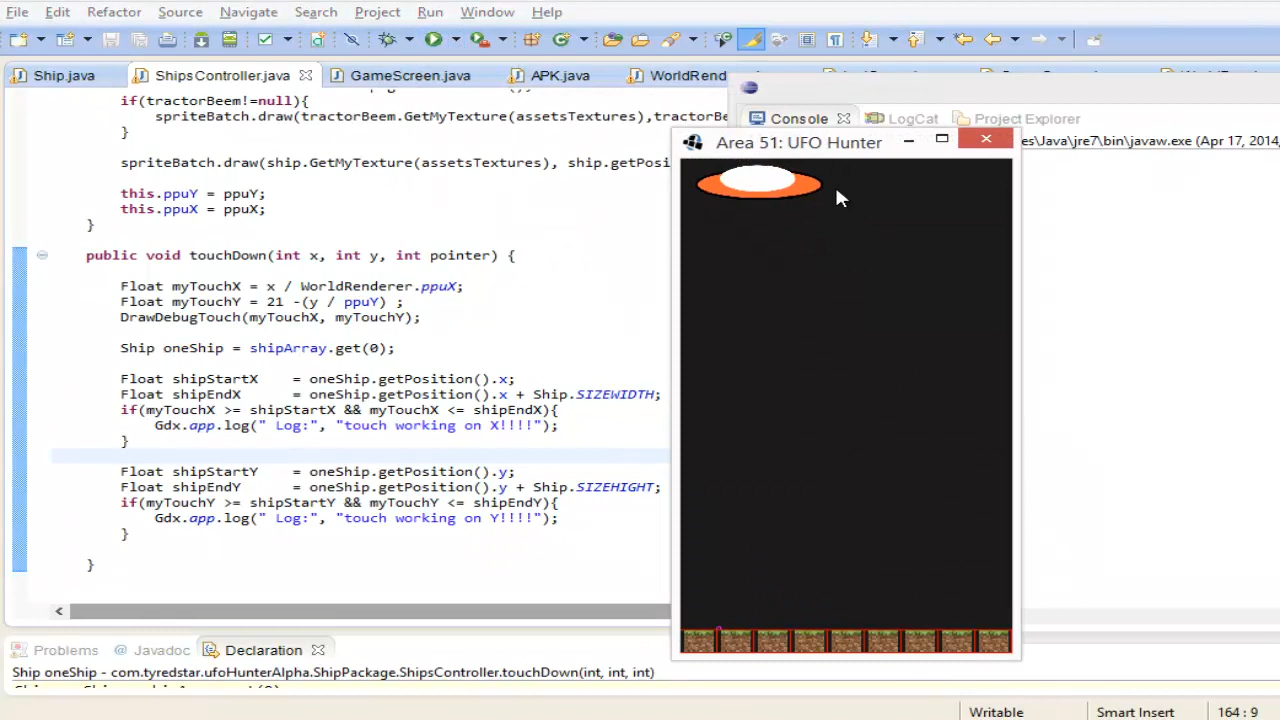 File Edit Refactor Source Navigate Search Project Run Window Help
Ship.java ShipsController.java GameScreen.java APK.java WorldRend
if(tractorBeem!=null){
spriteBatch.draw(tractorBeem.GetMyTexture(assetsTextures),tractorBe
}
spriteBatch.draw(ship.GetMyTexture(assetsTextures), ship.getPosi
this.ppuY = ppuY;
this.ppuX = ppuX;
}
public void touchDown(int x, int y, int pointer) {
Float myTouchX = x / WorldRenderer.ppuX;
Float myTouchY = 21 -(y / ppuY) ;
DrawDebugTouch(myTouchX, myTouchY);
Ship oneShip = shipArray.get(0);
Float shipStartX = oneShip.getPosition().x;
Float shipEndX = oneShip.getPosition().x + Ship.SIZEWIDTH;
if(myTouchX >= shipStartX && myTouchX <= shipEndX){
Gdx.app.log(" Log:", "touch working on X!!!!");
}
Float shipStartY = oneShip.getPosition().y;
Float shipEndY = oneShip.getPosition().y + Ship.SIZEHIGHT;
if(myTouchY >= shipStartY && myTouchY <= shipEndY){
Gdx.app.log(" Log:", "touch working on Y!!!!");
}
}
Console LogCat Project Explorer
es\Java\jre7\bin\javaw.exe (Apr 17, 2014,
Area 51: UFO Hunter
Problems @ Javadoc Declaration
Ship oneShip - com.tyredstar.ufoHunterAlpha.ShipPackage.ShipsController.touchDown(int, int, int)
Writable Smart Insert 164 : 9